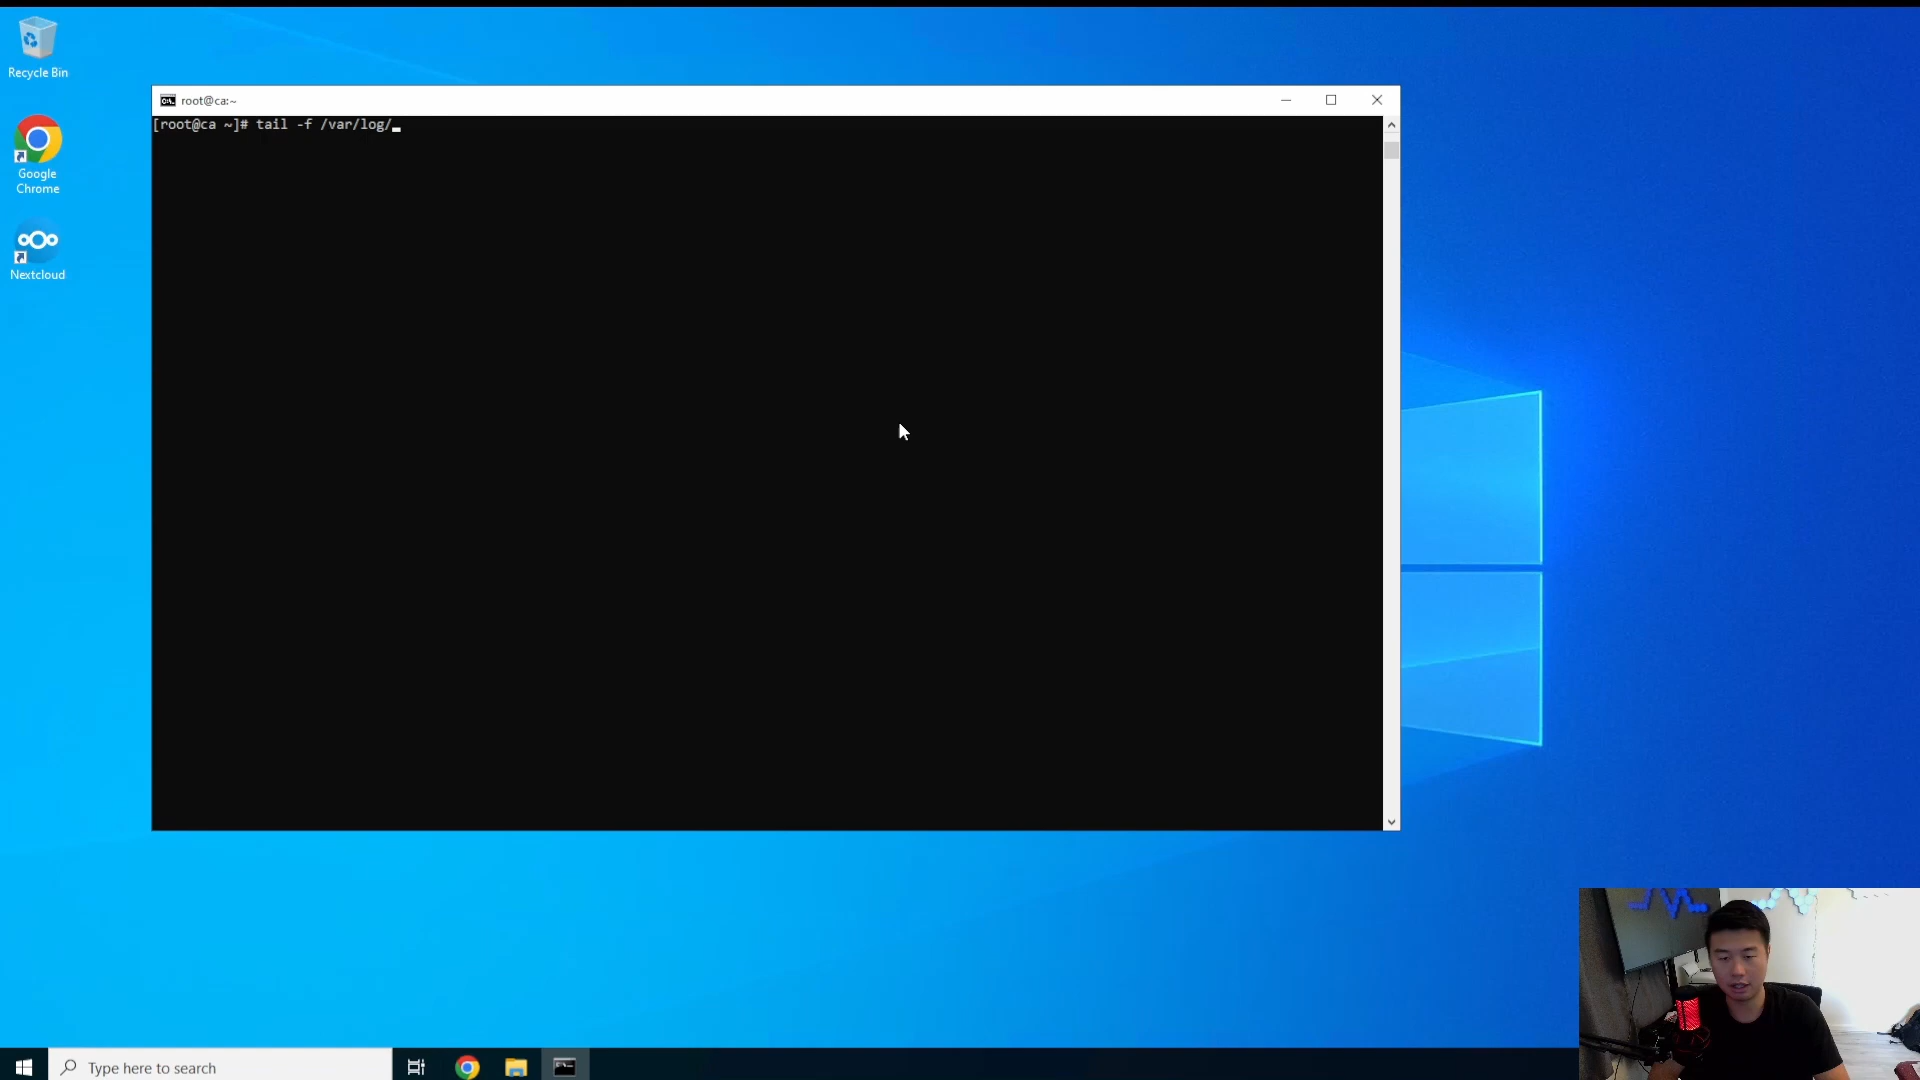 Recycle Bin
root@ca:~
[root@ca ~]# tail -f /var/log/
Google
Chrome
Nextcloud
Type here to search